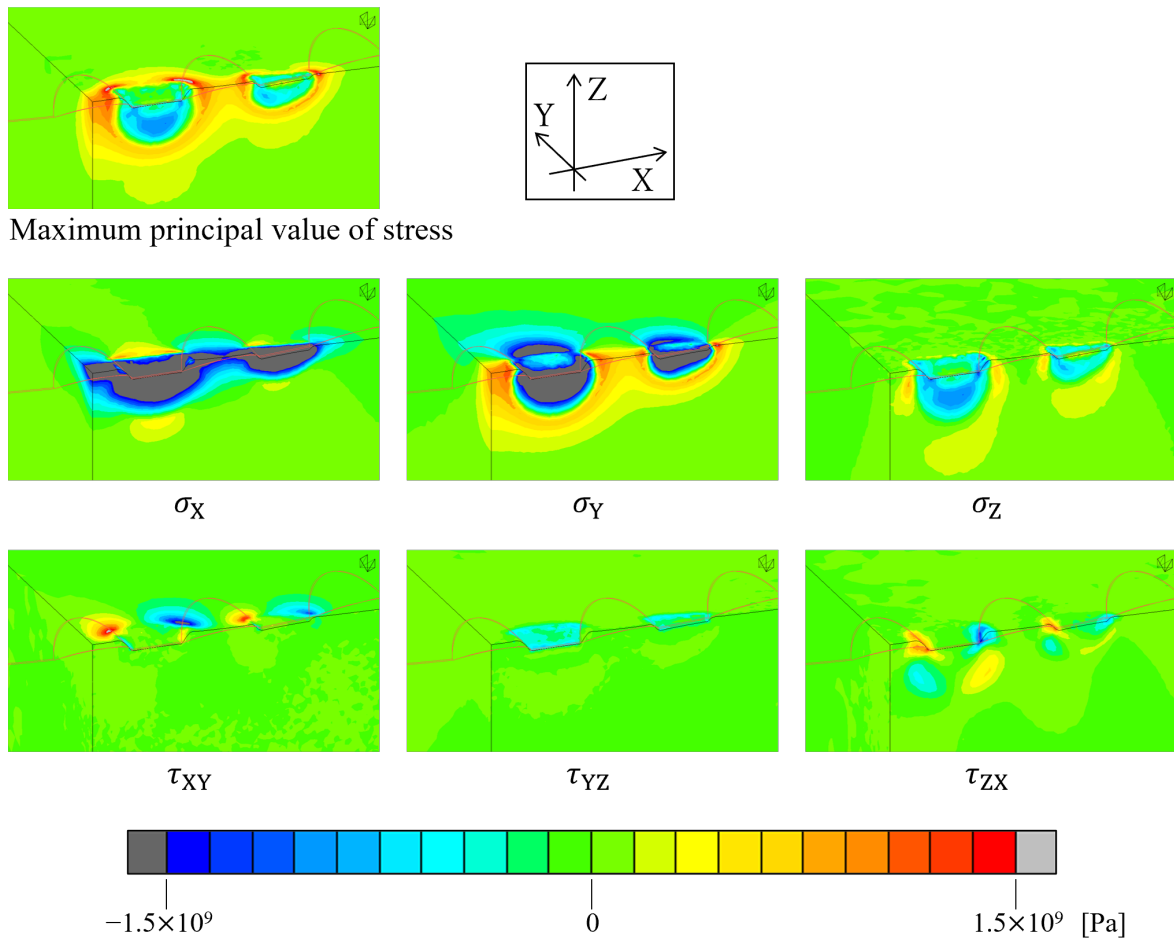 Z
Y
X
Maximum principal value of stress
σX σY σZ
τXY τYZ τZX
−1.5×10⁹ 0 1.5×10⁹ [Pa]